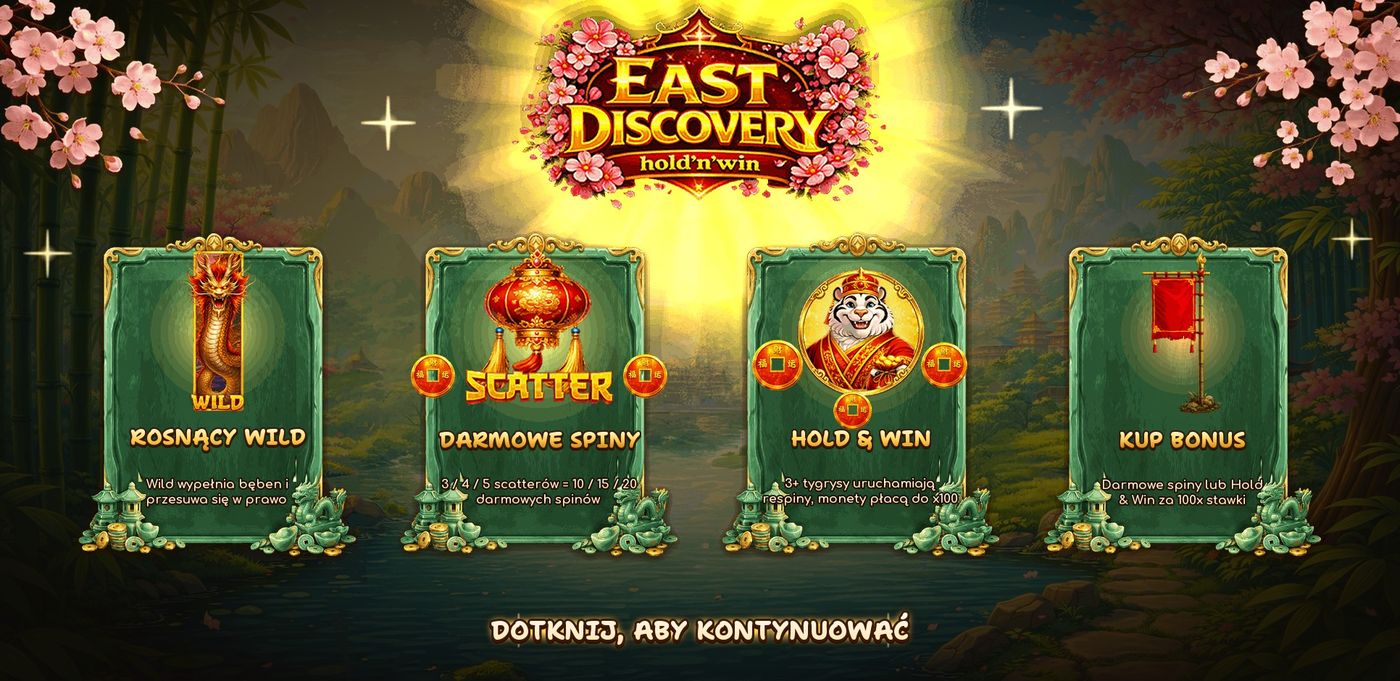 EAST
DISCOVERY
hold'n'win
WILD
ROSNĄCY WILD
Wild wypełnia bęben i
przesuwa się w prawo
SCATTER
DARMOWE SPINY
3 / 4 / 5 scatterów = 10 / 15 / 20
darmowych spinów
HOLD & WIN
3+ tygrysy uruchamiają
respiny, monety płacą do x100
KUP BONUS
Darmowe spiny lub Hold
& Win za 100x stawki
DOTKNIJ, ABY KONTYNUOWAĆ